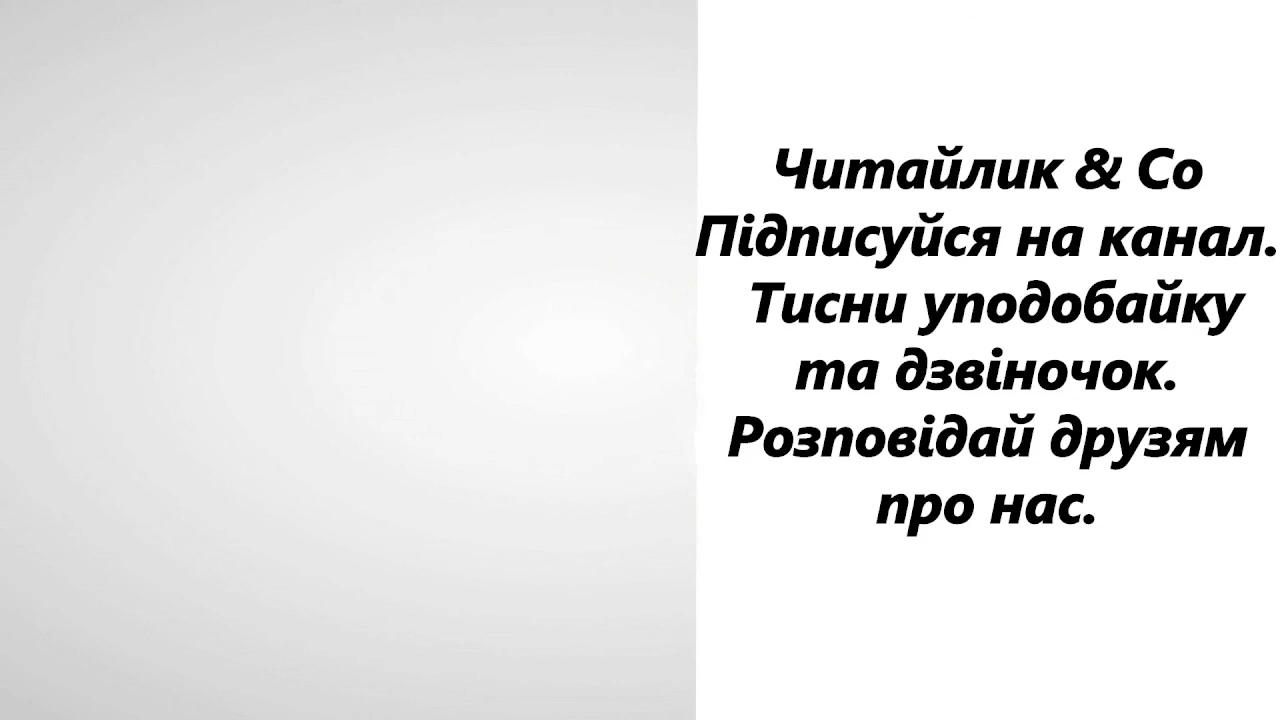 Читайлик & Co
Підписуйся на канал.
Тисни уподобайку
та дзвіночок.
Розповідай друзям
про нас.